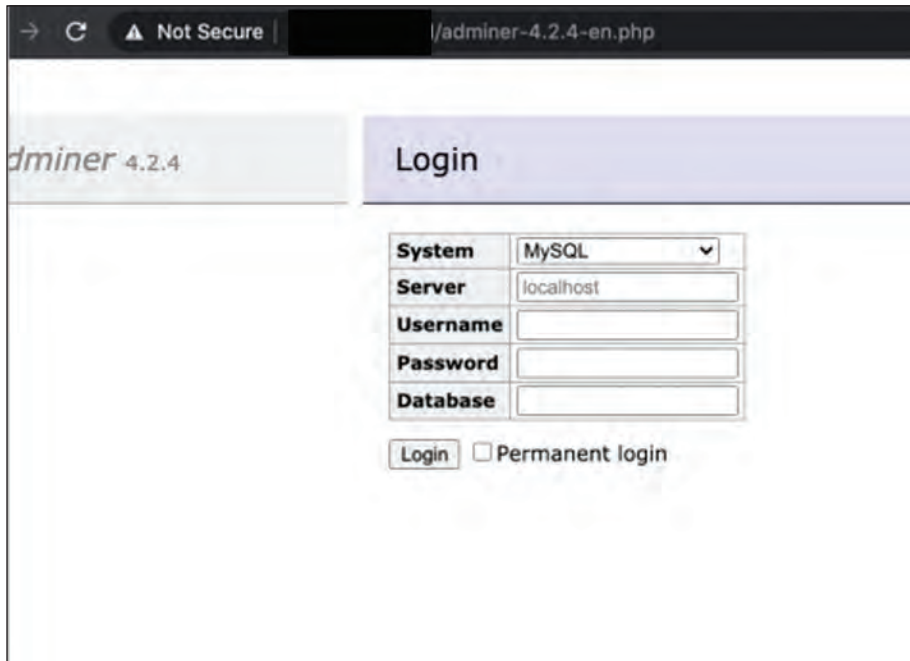 Not Secure /adminer-4.2.4-en.php
dminer 4.2.4
Login
System MySQL
Server localhost
Username
Password
Database
Login Permanent login